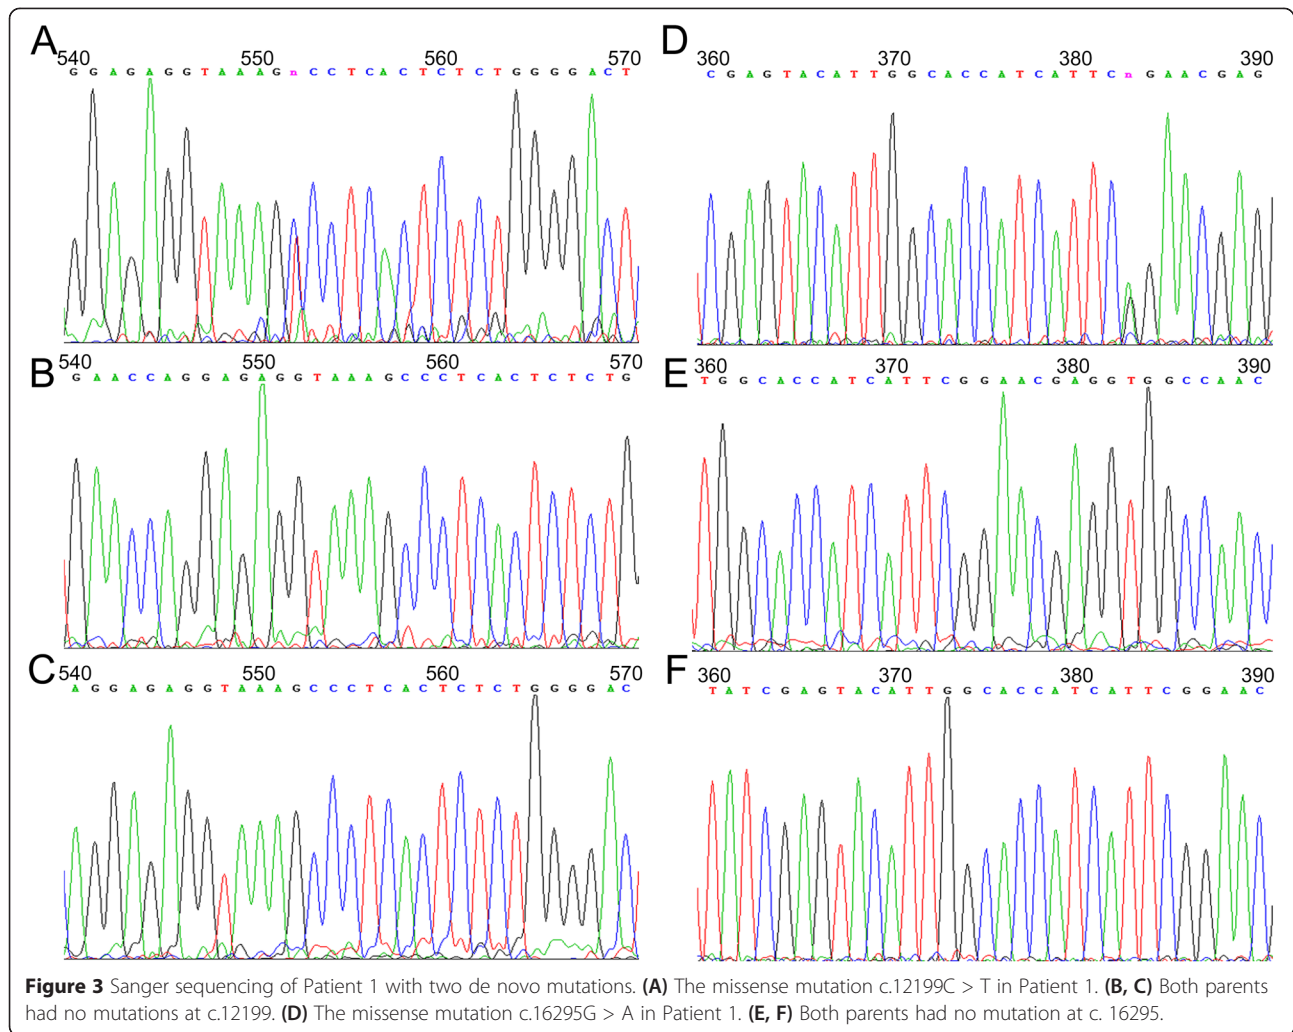 A
540 550 560 570
G G A G A G G T A A A G n C C T C A C T C T C T G G G G A C T
B
540 550 560 570
G A A C C A G G A G A G G T A A A G C C C T C A C T C T C T G
C
540 550 560 570
A G G A G A G G T A A A G C C C T C A C T C T C T G G G G A C
D
360 370 380 390
C G A G T A C A T T G G C A C C A T C A T T C n G A A C G A G
E
360 370 380 390
T G G C A C C A T C A T T C G G A A C G A G G T G G C C A A C
F
360 370 380 390
T A T C G A G T A C A T T G G C A C C A T C A T T C G G A A C
Figure 3 Sanger sequencing of Patient 1 with two de novo mutations. (A) The missense mutation c.12199C > T in Patient 1. (B, C) Both parents
had no mutations at c.12199. (D) The missense mutation c.16295G > A in Patient 1. (E, F) Both parents had no mutation at c. 16295.